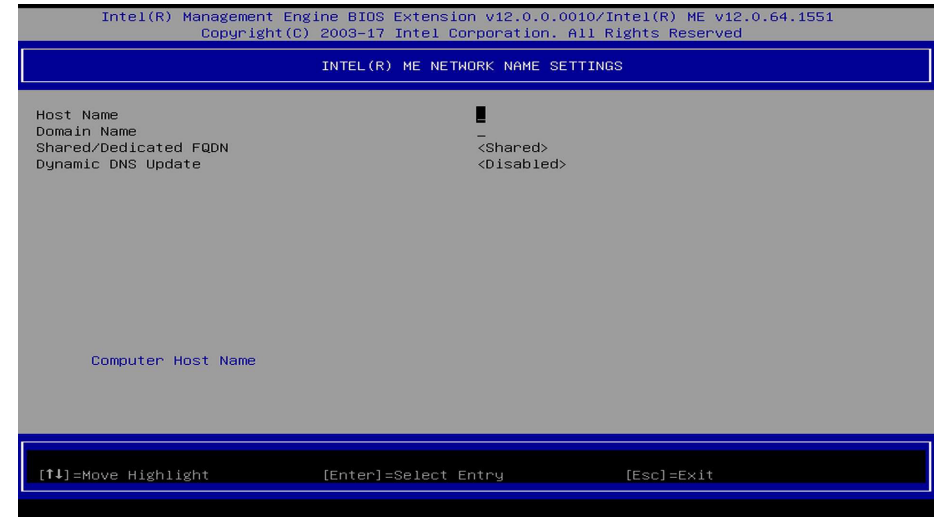 Intel(R) Management Engine BIOS Extension v12.0.0.0010/Intel(R) ME v12.0.64.1551
Copyright(C) 2003-17 Intel Corporation. All Rights Reserved
INTEL(R) ME NETWORK NAME SETTINGS
Host Name _
Domain Name _
Shared/Dedicated FQDN <Shared>
Dynamic DNS Update <Disabled>
Computer Host Name
[↑↓]=Move Highlight [Enter]=Select Entry [Esc]=Exit